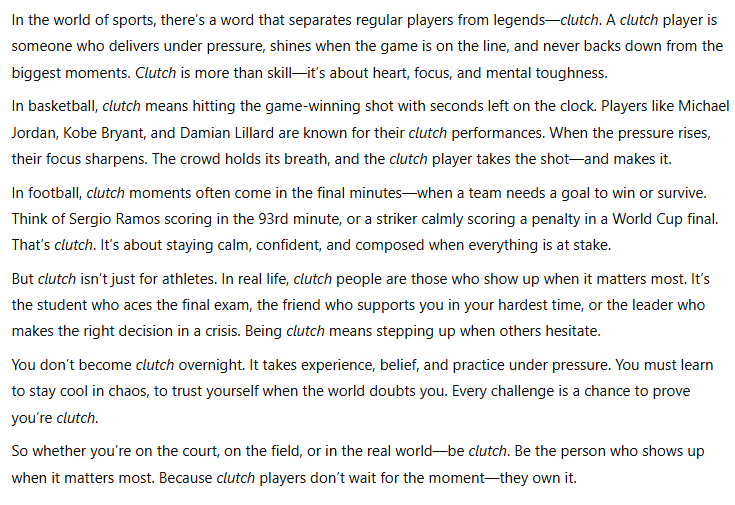 In the world of sports, there’s a word that separates regular players from legends—clutch. A clutch player is
someone who delivers under pressure, shines when the game is on the line, and never backs down from the
biggest moments. Clutch is more than skill—it’s about heart, focus, and mental toughness.
In basketball, clutch means hitting the game-winning shot with seconds left on the clock. Players like Michael
Jordan, Kobe Bryant, and Damian Lillard are known for their clutch performances. When the pressure rises,
their focus sharpens. The crowd holds its breath, and the clutch player takes the shot—and makes it.
In football, clutch moments often come in the final minutes—when a team needs a goal to win or survive.
Think of Sergio Ramos scoring in the 93rd minute, or a striker calmly scoring a penalty in a World Cup final.
That’s clutch. It’s about staying calm, confident, and composed when everything is at stake.
But clutch isn’t just for athletes. In real life, clutch people are those who show up when it matters most. It’s
the student who aces the final exam, the friend who supports you in your hardest time, or the leader who
makes the right decision in a crisis. Being clutch means stepping up when others hesitate.
You don’t become clutch overnight. It takes experience, belief, and practice under pressure. You must learn
to stay cool in chaos, to trust yourself when the world doubts you. Every challenge is a chance to prove
you’re clutch.
So whether you’re on the court, on the field, or in the real world—be clutch. Be the person who shows up
when it matters most. Because clutch players don’t wait for the moment—they own it.